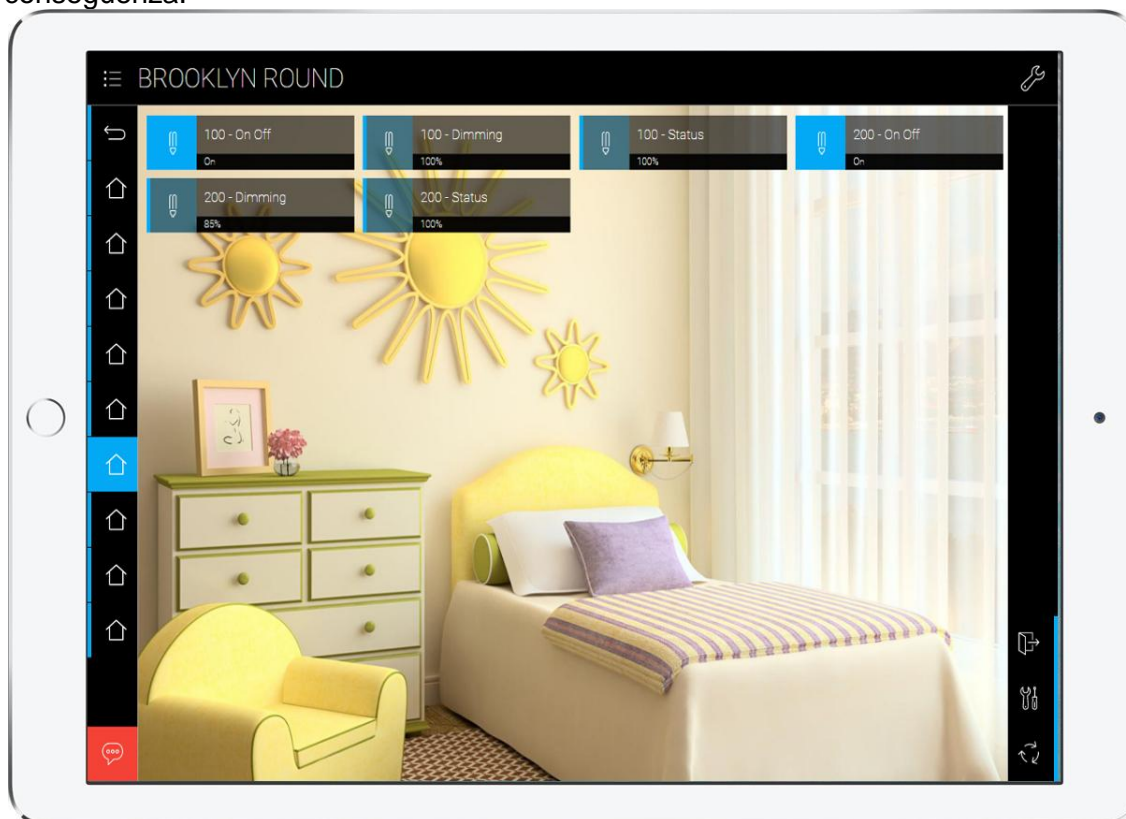 conseguenza.
BROOKLYN ROUND
100 - On Off
On
100 - Dimming
100%
100 - Status
100%
200 - On Off
On
200 - Dimming
85%
200 - Status
100%